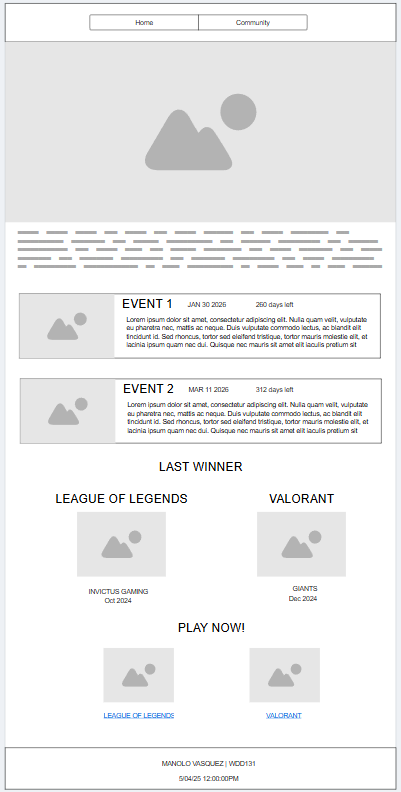 Home
Community
EVENT 1 JAN 30 2026 260 days left
Lorem ipsum dolor sit amet, consectetur adipiscing elit. Nulla quam velit, vulputate
eu pharetra nec, mattis ac neque. Duis vulputate commodo lectus, ac blandit elit
tincidunt id. Sed rhoncus, tortor sed eleifend tristique, tortor mauris molestie elit, et
lacinia ipsum quam nec dui. Quisque nec mauris sit amet elit iaculis pretium sit
EVENT 2 MAR 11 2026 312 days left
Lorem ipsum dolor sit amet, consectetur adipiscing elit. Nulla quam velit, vulputate
eu pharetra nec, mattis ac neque. Duis vulputate commodo lectus, ac blandit elit
tincidunt id. Sed rhoncus, tortor sed eleifend tristique, tortor mauris molestie elit, et
lacinia ipsum quam nec dui. Quisque nec mauris sit amet elit iaculis pretium sit
LAST WINNER
LEAGUE OF LEGENDS
INVICTUS GAMING
Oct 2024
VALORANT
GIANTS
Dec 2024
PLAY NOW!
LEAGUE OF LEGENDS
VALORANT
MANOLO VASQUEZ | WDD131
5/04/25 12:00:00PM